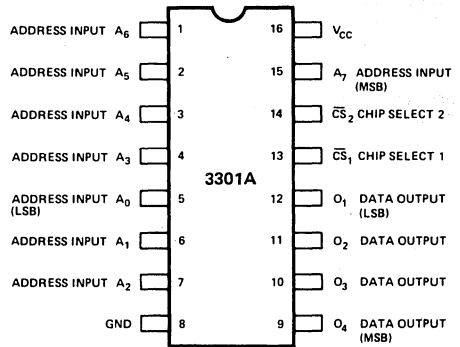 ADDRESS INPUT A6 1 16 VCC
ADDRESS INPUT A5 2 15 A7 ADDRESS INPUT
(MSB)
ADDRESS INPUT A4 3 14 CS2 CHIP SELECT 2
ADDRESS INPUT A3 4 13 CS1 CHIP SELECT 1
3301A
ADDRESS INPUT A0 5 12 O1 DATA OUTPUT
(LSB) (LSB)
ADDRESS INPUT A1 6 11 O2 DATA OUTPUT
ADDRESS INPUT A2 7 10 O3 DATA OUTPUT
GND 8 9 O4 DATA OUTPUT
(MSB)